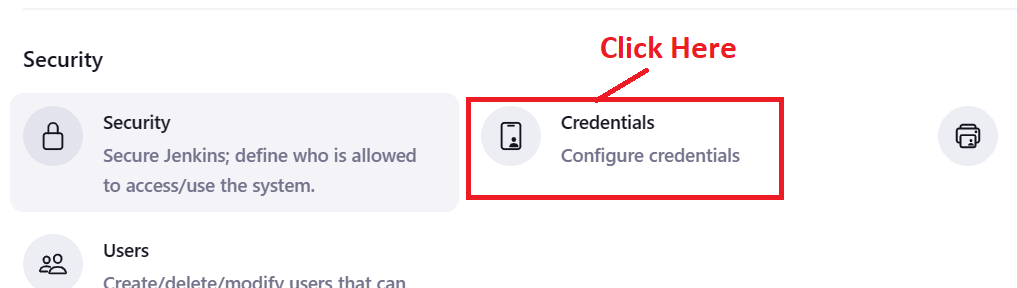 Click Here
Security
Security
Secure Jenkins; define who is allowed
to access/use the system.
Credentials
Configure credentials
Users
Create/delete/modify users that can